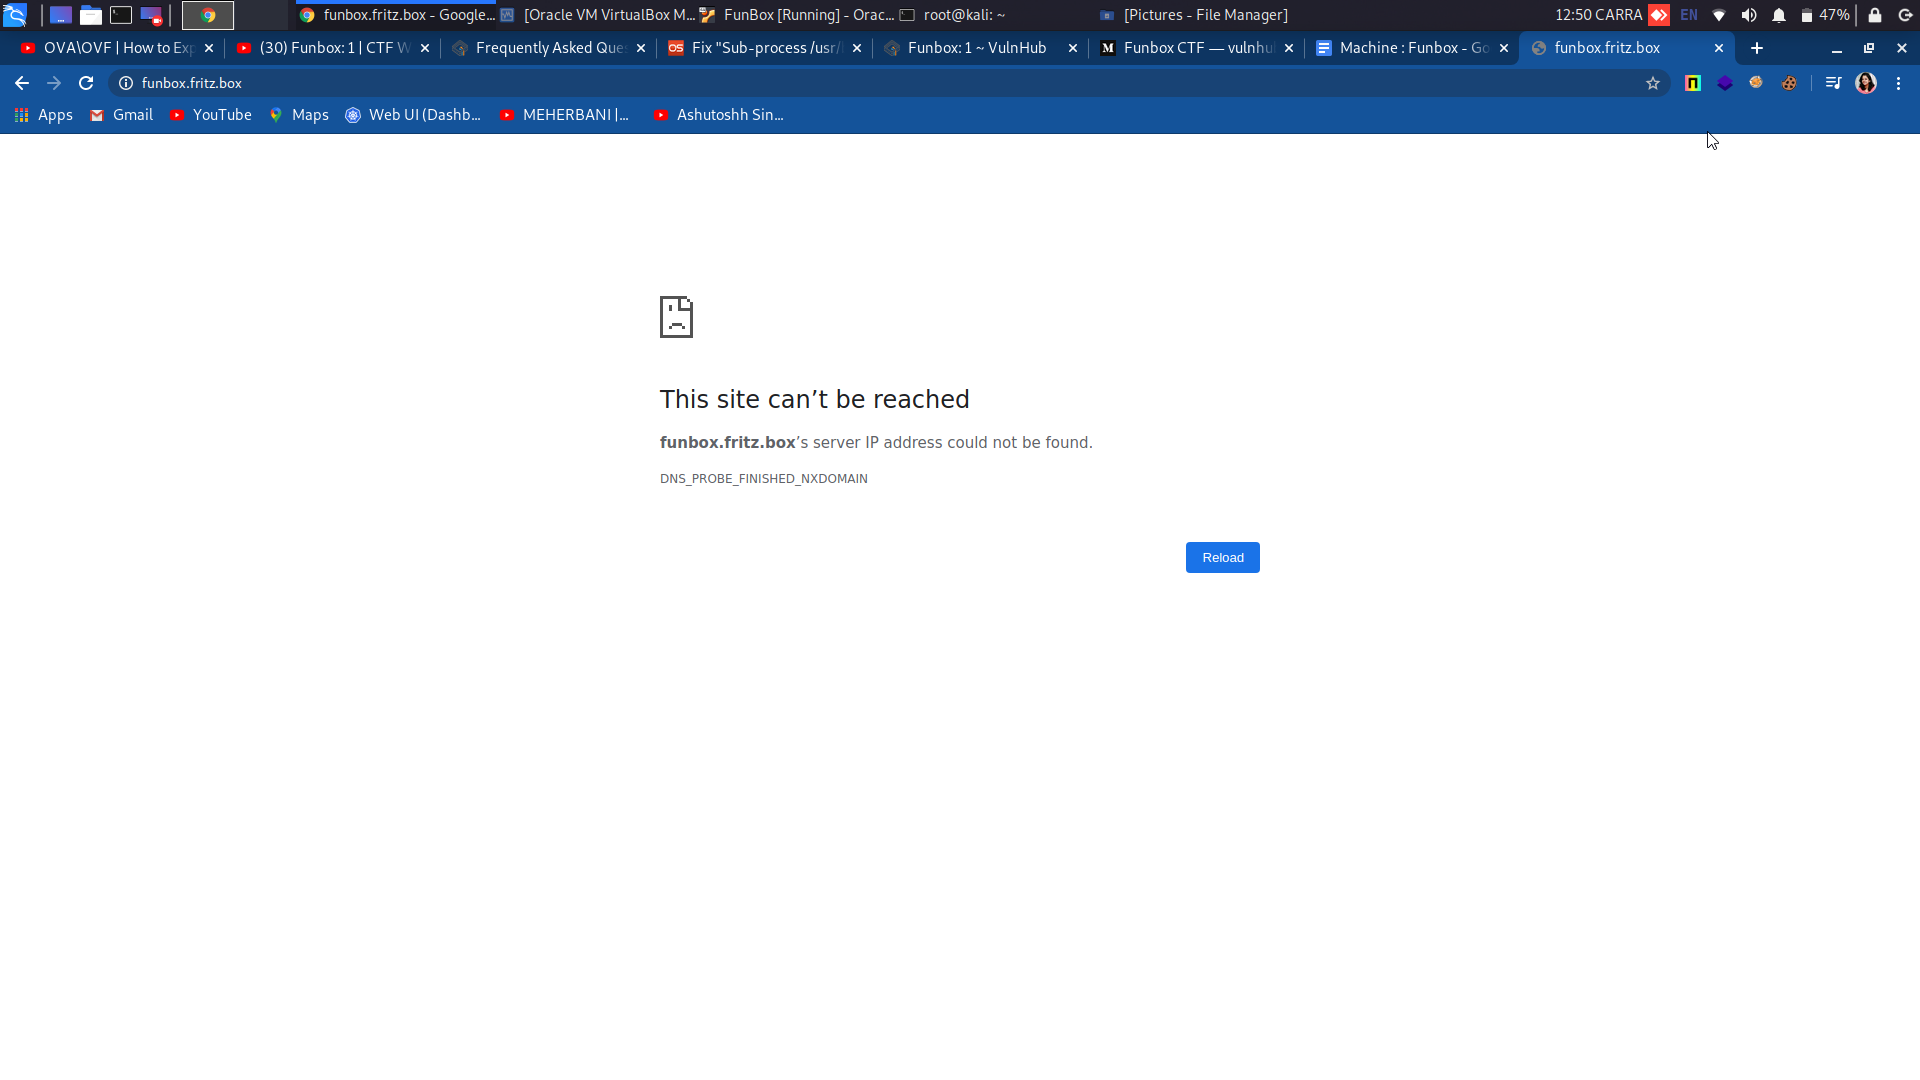 funbox.fritz.box - Google... [Oracle VM VirtualBox M... FunBox [Running] - Orac... root@kali: ~ [Pictures - File Manager] 12:50 CARRA EN 47%
OVA\OVF | How to Exp (30) Funbox: 1 | CTF W Frequently Asked Ques Fix "Sub-process /usr/ Funbox: 1 ~ VulnHub Funbox CTF — vulnhu Machine : Funbox - Go funbox.fritz.box
funbox.fritz.box
Apps Gmail YouTube Maps Web UI (Dashb... MEHERBANI |... Ashutoshh Sin...
This site can’t be reached
funbox.fritz.box’s server IP address could not be found.
DNS_PROBE_FINISHED_NXDOMAIN
Reload